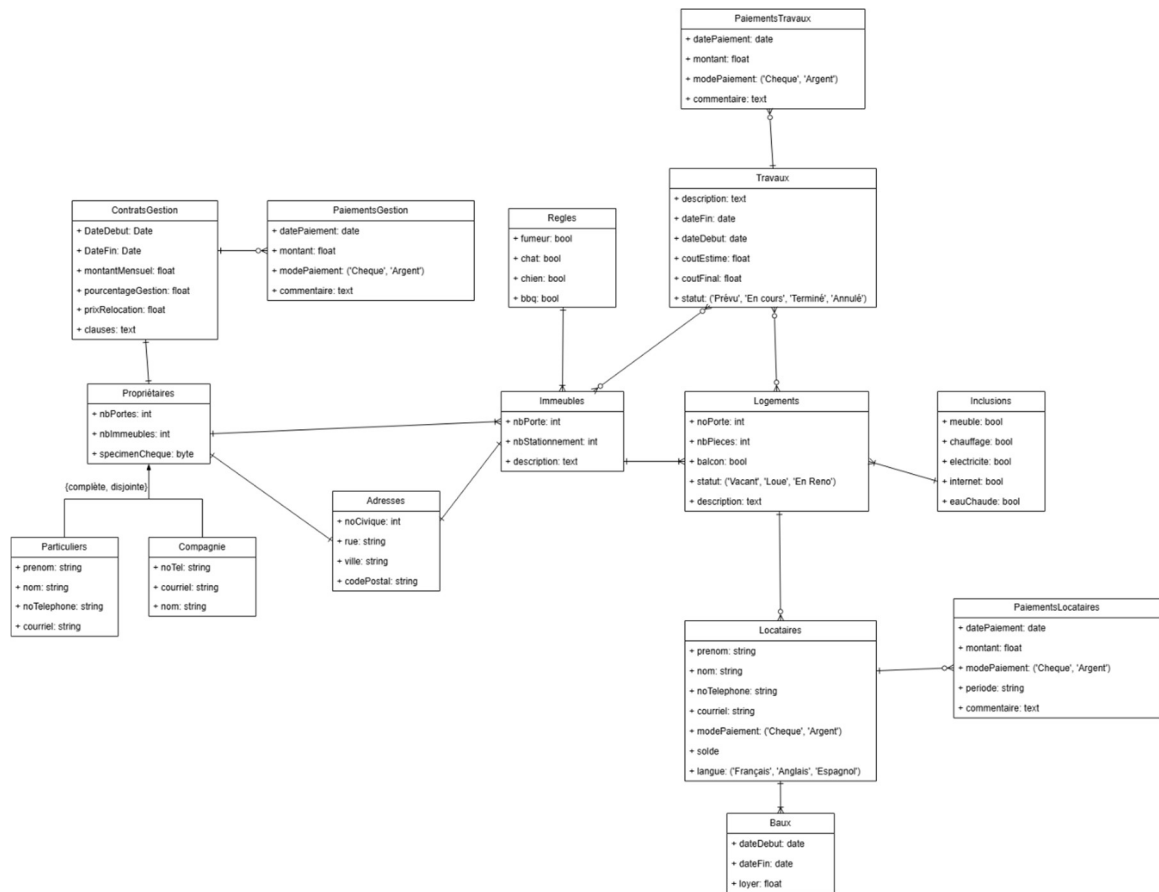 PaiementsTravaux
+ datePaiement: date
+ montant: float
+ modePaiement: ('Cheque', 'Argent')
+ commentaire: text
Travaux
+ description: text
+ dateFin: date
+ dateDebut: date
+ coutEstime: float
+ coutFinal: float
+ statut: ('Prévu', 'En cours', 'Terminé', 'Annulé')
ContratsGestion
+ DateDebut: Date
+ DateFin: Date
+ montantMensuel: float
+ pourcentageGestion: float
+ prixRelocation: float
+ clauses: text
PaiementsGestion
+ datePaiement: date
+ montant: float
+ modePaiement: ('Cheque', 'Argent')
+ commentaire: text
Regles
+ fumeur: bool
+ chat: bool
+ chien: bool
+ bbq: bool
Propriétaires
+ nbPortes: int
+ nbImmeubles: int
+ specimenCheque: byte
{complète, disjointe}
Immeubles
+ nbPorte: int
+ nbStationnement: int
+ description: text
Logements
+ noPorte: int
+ nbPieces: int
+ balcon: bool
+ statut: ('Vacant', 'Loue', 'En Reno')
+ description: text
Inclusions
+ meuble: bool
+ chauffage: bool
+ electricite: bool
+ internet: bool
+ eauChaude: bool
Adresses
+ noCivique: int
+ rue: string
+ ville: string
+ codePostal: string
Particuliers
+ prenom: string
+ nom: string
+ noTelephone: string
+ courriel: string
Compagnie
+ noTel: string
+ courriel: string
+ nom: string
Locataires
+ prenom: string
+ nom: string
+ noTelephone: string
+ courriel: string
+ modePaiement: ('Cheque', 'Argent')
+ solde
+ langue: ('Français', 'Anglais', 'Espagnol')
PaiementsLocataires
+ datePaiement: date
+ montant: float
+ modePaiement: ('Cheque', 'Argent')
+ periode: string
+ commentaire: text
Baux
+ dateDebut: date
+ dateFin: date
+ loyer: float